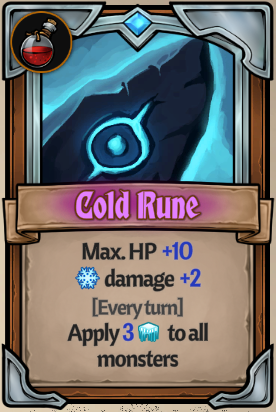 Cold Rune
Max. HP +10
damage +2
[Every turn]
Apply 3 to all
monsters